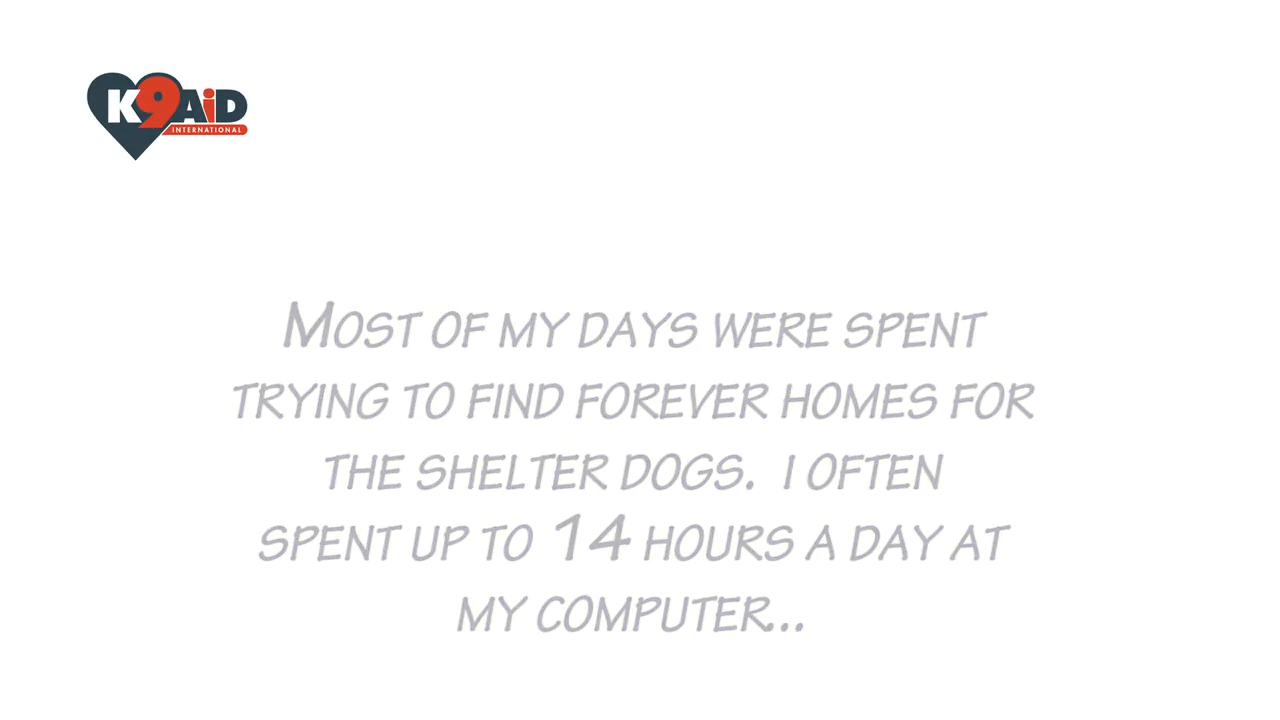 K9AiD
INTERNATIONAL
MOST OF MY DAYS WERE SPENT
TRYING TO FIND FOREVER HOMES FOR
THE SHELTER DOGS. I OFTEN
SPENT UP TO 14 HOURS A DAY AT
MY COMPUTER...